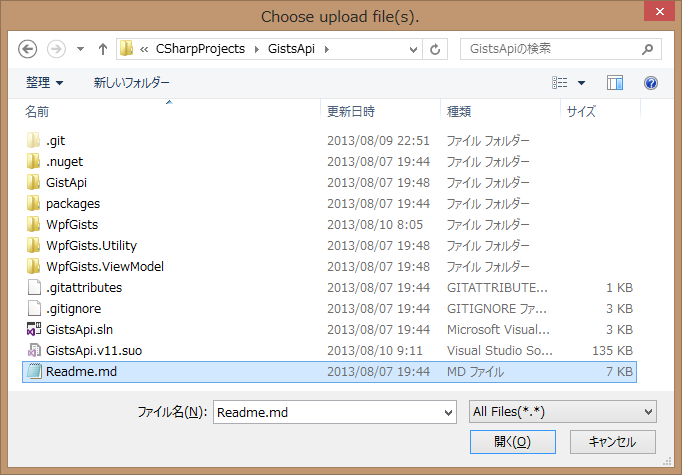 Choose upload file(s).
« CSharpProjects GistsApi GistsApiの検索
整理 新しいフォルダー
名前 更新日時 種類 サイズ
.git 2013/08/09 22:51 ファイル フォルダー
.nuget 2013/08/07 19:44 ファイル フォルダー
GistApi 2013/08/07 19:48 ファイル フォルダー
packages 2013/08/07 19:44 ファイル フォルダー
WpfGists 2013/08/10 8:05 ファイル フォルダー
WpfGists.Utility 2013/08/07 19:48 ファイル フォルダー
WpfGists.ViewModel 2013/08/07 19:48 ファイル フォルダー
.gitattributes 2013/08/07 19:44 GITATTRIBUTE... 1 KB
.gitignore 2013/08/07 19:44 GITIGNORE ファ... 3 KB
GistsApi.sln 2013/08/07 19:44 Microsoft Visual... 3 KB
GistsApi.v11.suo 2013/08/10 9:11 Visual Studio So... 135 KB
Readme.md 2013/08/07 19:44 MD ファイル 7 KB
ファイル名(N): Readme.md All Files(*.*)
開く(O) キャンセル